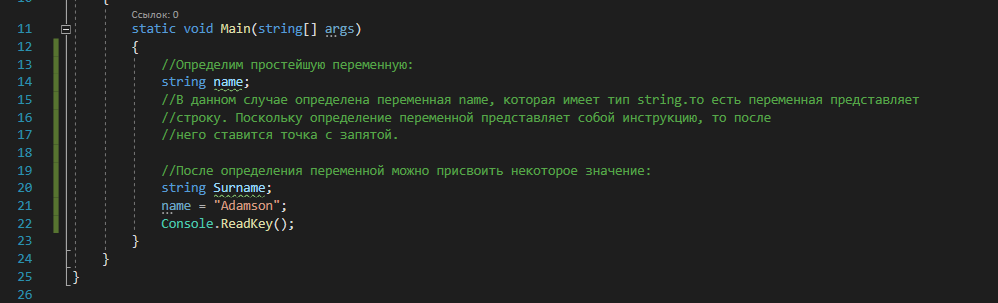 10 {
Ссылок: 0
11 static void Main(string[] args)
12 {
13 //Определим простейшую переменную:
14 string name;
15 //В данном случае определена переменная name, которая имеет тип string.то есть переменная представляет
16 //строку. Поскольку определение переменной представляет собой инструкцию, то после
17 //него ставится точка с запятой.
18
19 //После определения переменной можно присвоить некоторое значение:
20 string Surname;
21 name = "Adamson";
22 Console.ReadKey();
23 }
24 }
25 }
26